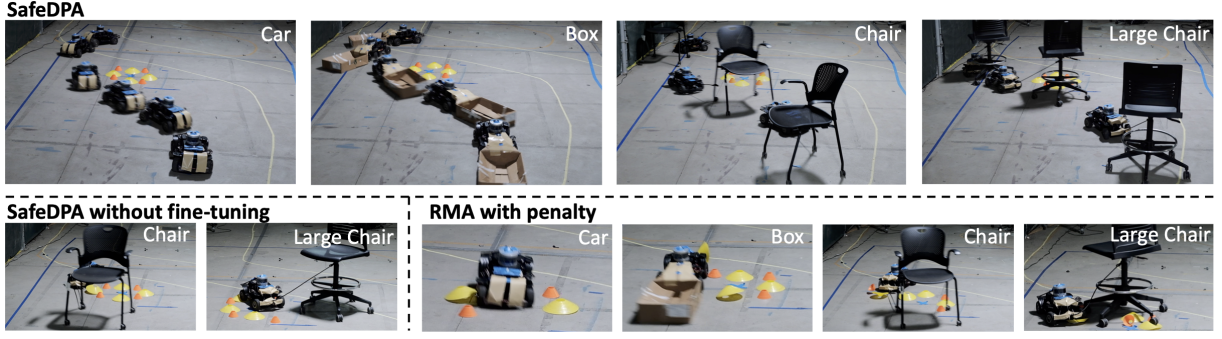 SafeDPA
Car
Box
Chair
Large Chair
SafeDPA without fine-tuning
Chair
Large Chair
RMA with penalty
Car
Box
Chair
Large Chair